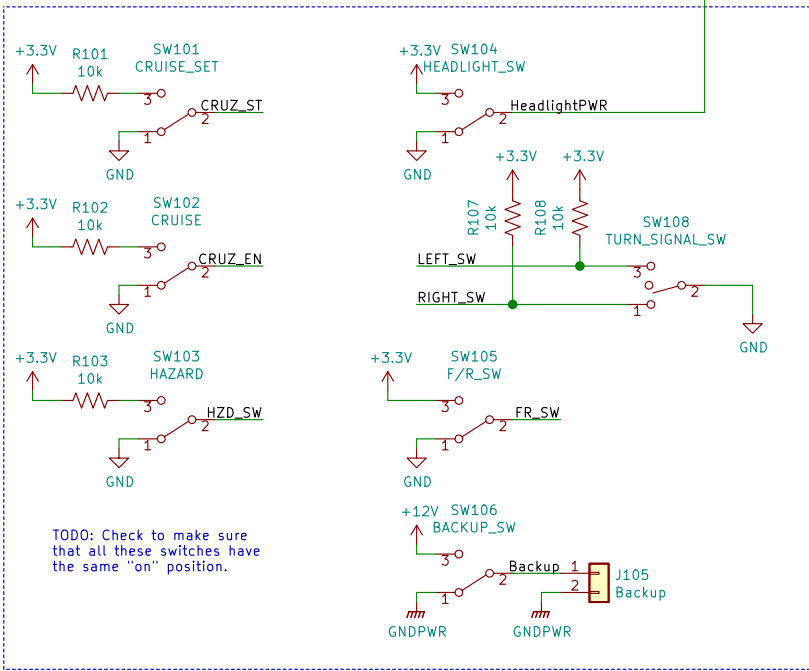 +3.3V
R101
10k
SW101
CRUISE_SET
3
CRUZ_ST
2
1
GND
+3.3V
SW104
HEADLIGHT_SW
3
HeadlightPWR
2
1
GND
+3.3V
R102
10k
SW102
CRUISE
3
CRUZ_EN
2
1
GND
+3.3V
+3.3V
R107
10k
R108
10k
SW108
TURN_SIGNAL_SW
LEFT_SW
3
2
RIGHT_SW
1
GND
+3.3V
R103
10k
SW103
HAZARD
3
HZD_SW
2
1
GND
+3.3V
SW105
F/R_SW
3
FR_SW
2
1
GND
TODO: Check to make sure
that all these switches have
the same "on" position.
+12V
SW106
BACKUP_SW
3
Backup
2
1
GNDPWR
1
2
J105
Backup
GNDPWR